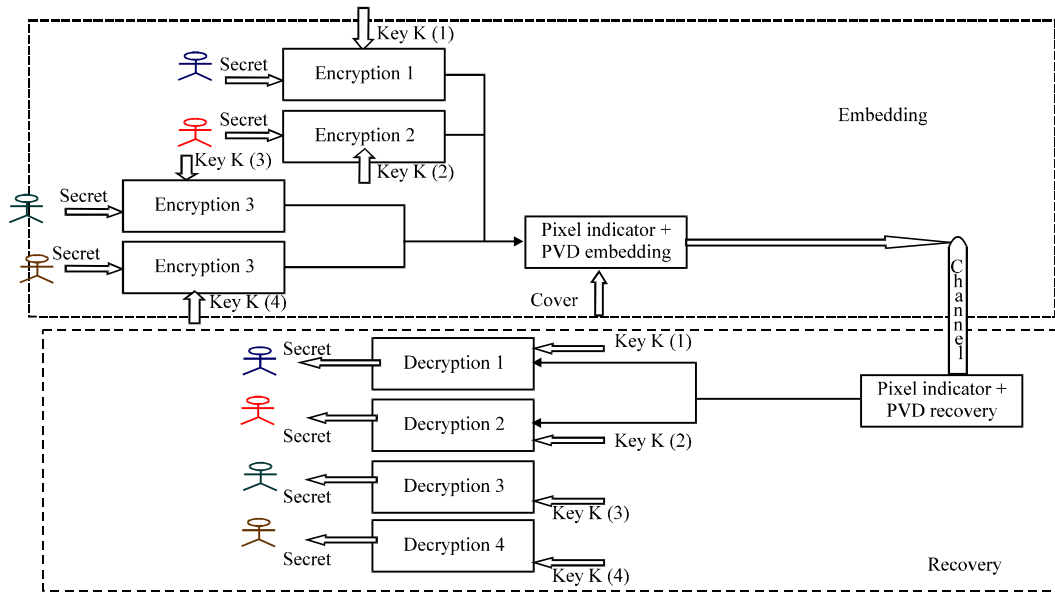 Key K (1)
Secret
Encryption 1
Embedding
Secret
Encryption 2
Key K (3)
Key K (2)
Secret
Encryption 3
Pixel indicator +
PVD embedding
Secret
Encryption 3
Channel
Key K (4)
Cover
Secret
Key K (1)
Decryption 1
Pixel indicator +
PVD recovery
Decryption 2
Secret
Key K (2)
Decryption 3
Secret
Key K (3)
Decryption 4
Secret
Key K (4)
Recovery